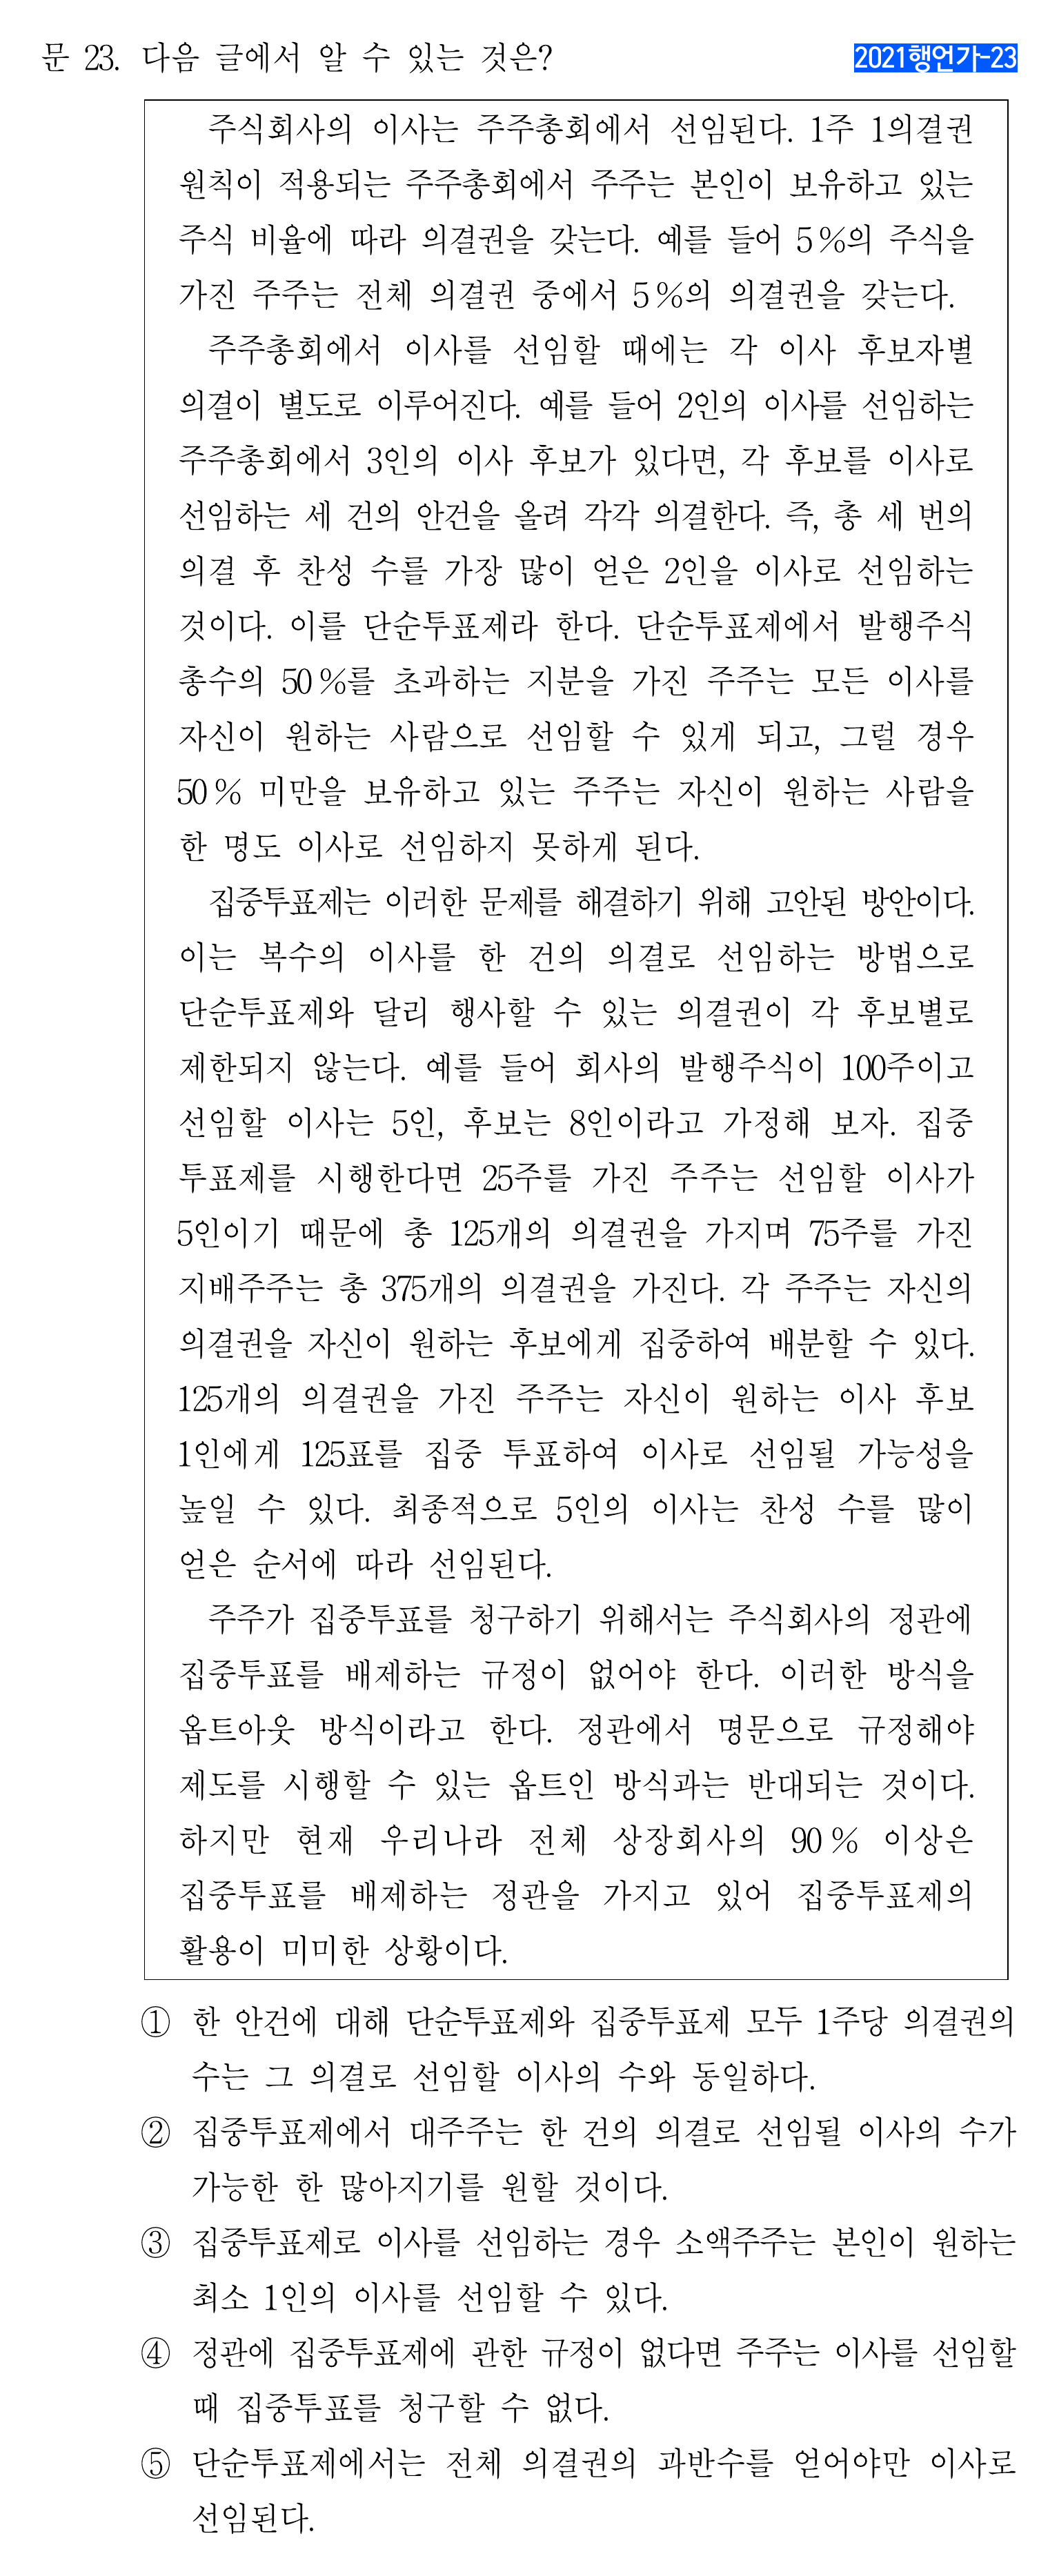 문 23. 다음 글에서 알 수 있는 것은?
2021행언가-23
주식회사의 이사는 주주총회에서 선임된다. 1주 1의결권
원칙이 적용되는 주주총회에서 주주는 본인이 보유하고 있는
주식 비율에 따라 의결권을 갖는다. 예를 들어 5%의 주식을
가진 주주는 전체 의결권 중에서 5%의 의결권을 갖는다.
주주총회에서 이사를 선임할 때에는 각 이사 후보자별
의결이 별도로 이루어진다. 예를 들어 2인의 이사를 선임하는
주주총회에서 3인의 이사 후보가 있다면, 각 후보를 이사로
선임하는 세 건의 안건을 올려 각각 의결한다. 즉, 총 세 번의
의결 후 찬성 수를 가장 많이 얻은 2인을 이사로 선임하는
것이다. 이를 단순투표제라 한다. 단순투표제에서 발행주식
총수의 50%를 초과하는 지분을 가진 주주는 모든 이사를
자신이 원하는 사람으로 선임할 수 있게 되고, 그럴 경우
50% 미만을 보유하고 있는 주주는 자신이 원하는 사람을
한 명도 이사로 선임하지 못하게 된다.
집중투표제는 이러한 문제를 해결하기 위해 고안된 방안이다.
이는 복수의 이사를 한 건의 의결로 선임하는 방법으로
단순투표제와 달리 행사할 수 있는 의결권이 각 후보별로
제한되지 않는다. 예를 들어 회사의 발행주식이 100주이고
선임할 이사는 5인, 후보는 8인이라고 가정해 보자. 집중
투표제를 시행한다면 25주를 가진 주주는 선임할 이사가
5인이기 때문에 총 125개의 의결권을 가지며 75주를 가진
지배주주는 총 375개의 의결권을 가진다. 각 주주는 자신의
의결권을 자신이 원하는 후보에게 집중하여 배분할 수 있다.
125개의 의결권을 가진 주주는 자신이 원하는 이사 후보
1인에게 125표를 집중 투표하여 이사로 선임될 가능성을
높일 수 있다. 최종적으로 5인의 이사는 찬성 수를 많이
얻은 순서에 따라 선임된다.
주주가 집중투표를 청구하기 위해서는 주식회사의 정관에
집중투표를 배제하는 규정이 없어야 한다. 이러한 방식을
옵트아웃 방식이라고 한다. 정관에서 명문으로 규정해야
제도를 시행할 수 있는 옵트인 방식과는 반대되는 것이다.
하지만 현재 우리나라 전체 상장회사의 90% 이상은
집중투표를 배제하는 정관을 가지고 있어 집중투표제의
활용이 미미한 상황이다.
① 한 안건에 대해 단순투표제와 집중투표제 모두 1주당 의결권의
수는 그 의결로 선임할 이사의 수와 동일하다.
② 집중투표제에서 대주주는 한 건의 의결로 선임될 이사의 수가
가능한 한 많아지기를 원할 것이다.
③ 집중투표제로 이사를 선임하는 경우 소액주주는 본인이 원하는
최소 1인의 이사를 선임할 수 있다.
④ 정관에 집중투표제에 관한 규정이 없다면 주주는 이사를 선임할
때 집중투표를 청구할 수 없다.
⑤ 단순투표제에서는 전체 의결권의 과반수를 얻어야만 이사로
선임된다.